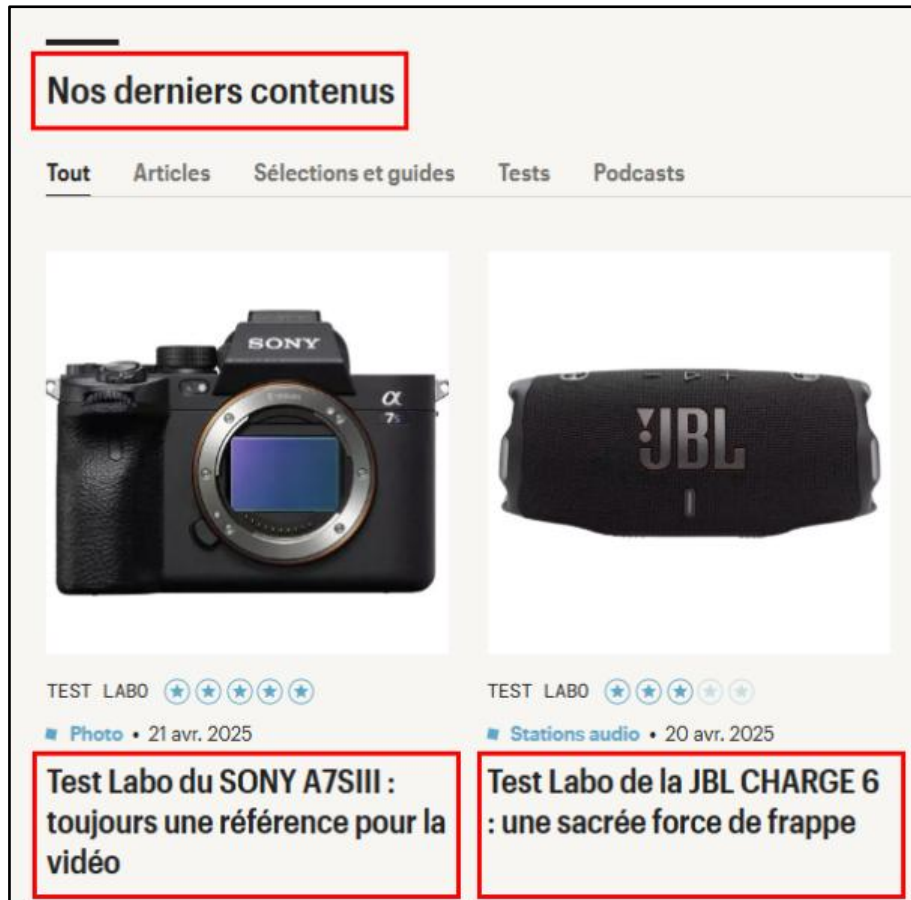 Nos derniers contenus
Tout Articles Sélections et guides Tests Podcasts
SONY
α
7s
JBL
TEST LABO
Photo • 21 avr. 2025
Test Labo du SONY A7SIII :
toujours une référence pour la
vidéo
TEST LABO
Stations audio • 20 avr. 2025
Test Labo de la JBL CHARGE 6
: une sacrée force de frappe